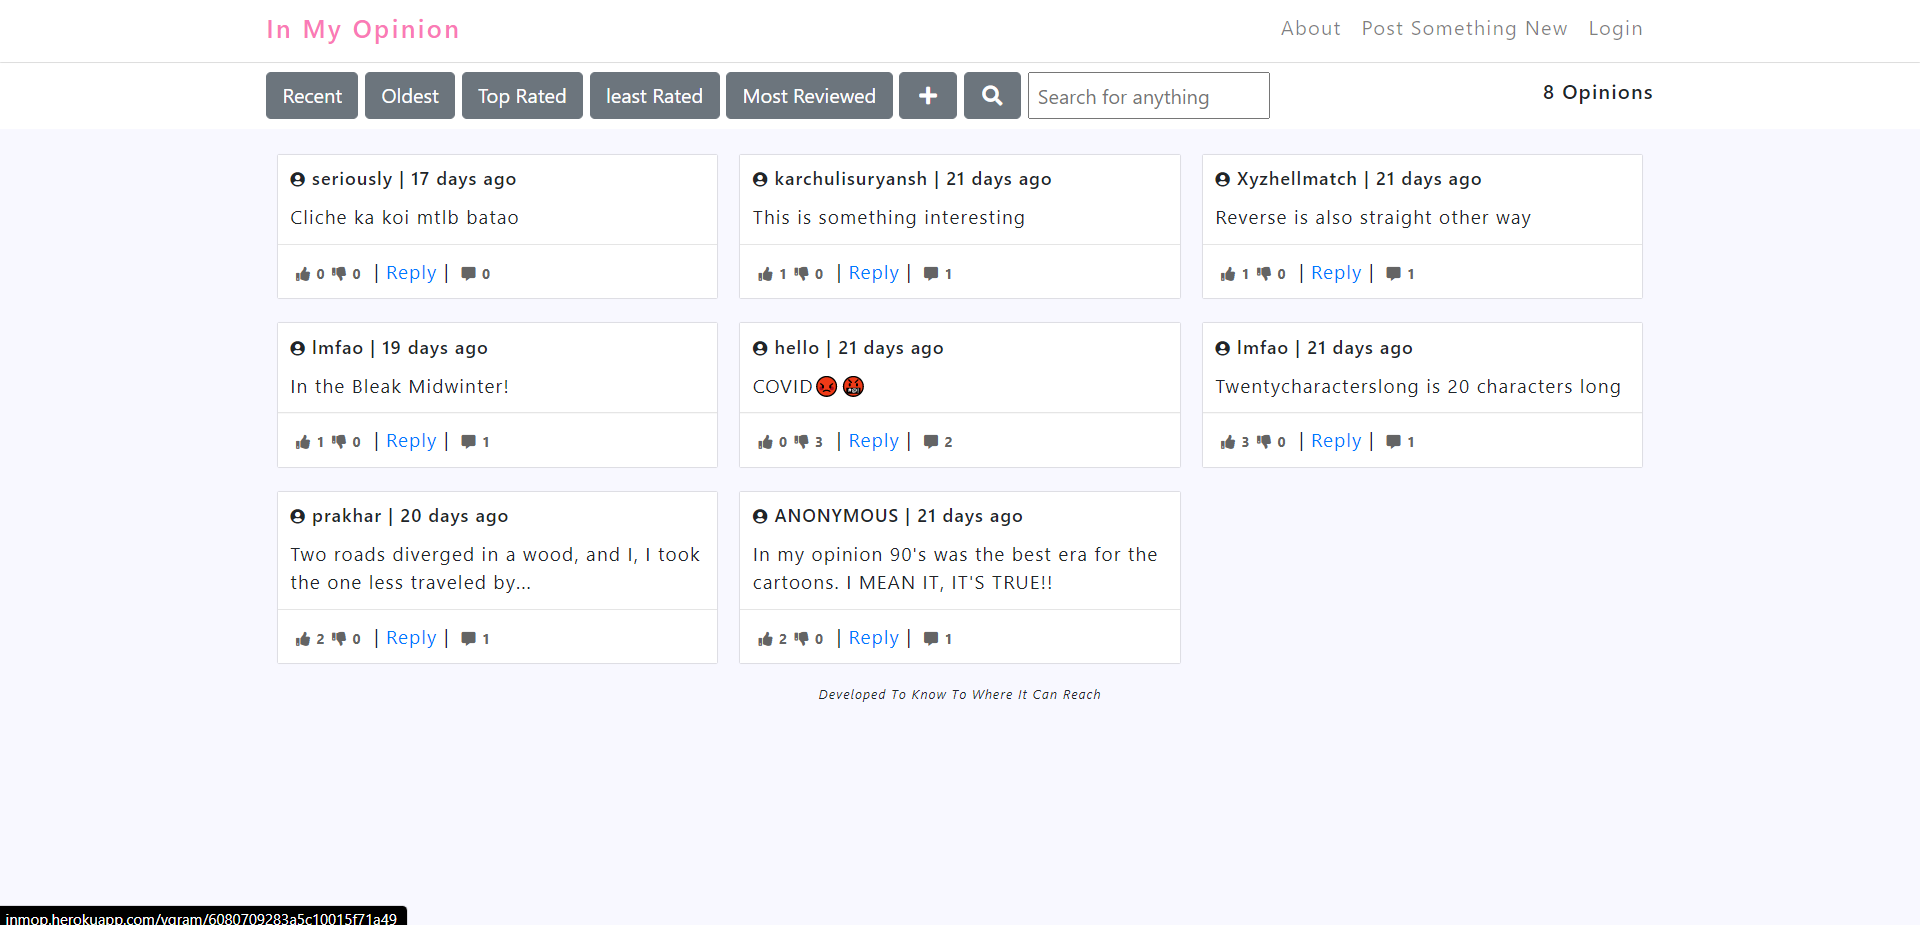 In My Opinion
About Post Something New Login
Recent Oldest Top Rated least Rated Most Reviewed Search for anything 8 Opinions
seriously | 17 days ago
Cliche ka koi mtlb batao
0 0 | Reply | 0
karchulisuryansh | 21 days ago
This is something interesting
1 0 | Reply | 1
Xyzhellmatch | 21 days ago
Reverse is also straight other way
1 0 | Reply | 1
lmfao | 19 days ago
In the Bleak Midwinter!
1 0 | Reply | 1
hello | 21 days ago
COVID😡🤬
0 3 | Reply | 2
lmfao | 21 days ago
Twentycharacterslong is 20 characters long
3 0 | Reply | 1
prakhar | 20 days ago
Two roads diverged in a wood, and I, I took
the one less traveled by...
2 0 | Reply | 1
ANONYMOUS | 21 days ago
In my opinion 90's was the best era for the
cartoons. I MEAN IT, IT'S TRUE!!
2 0 | Reply | 1
Developed To Know To Where It Can Reach
inmop.herokuapp.com/vgram/6080709283a5c10015f71a49